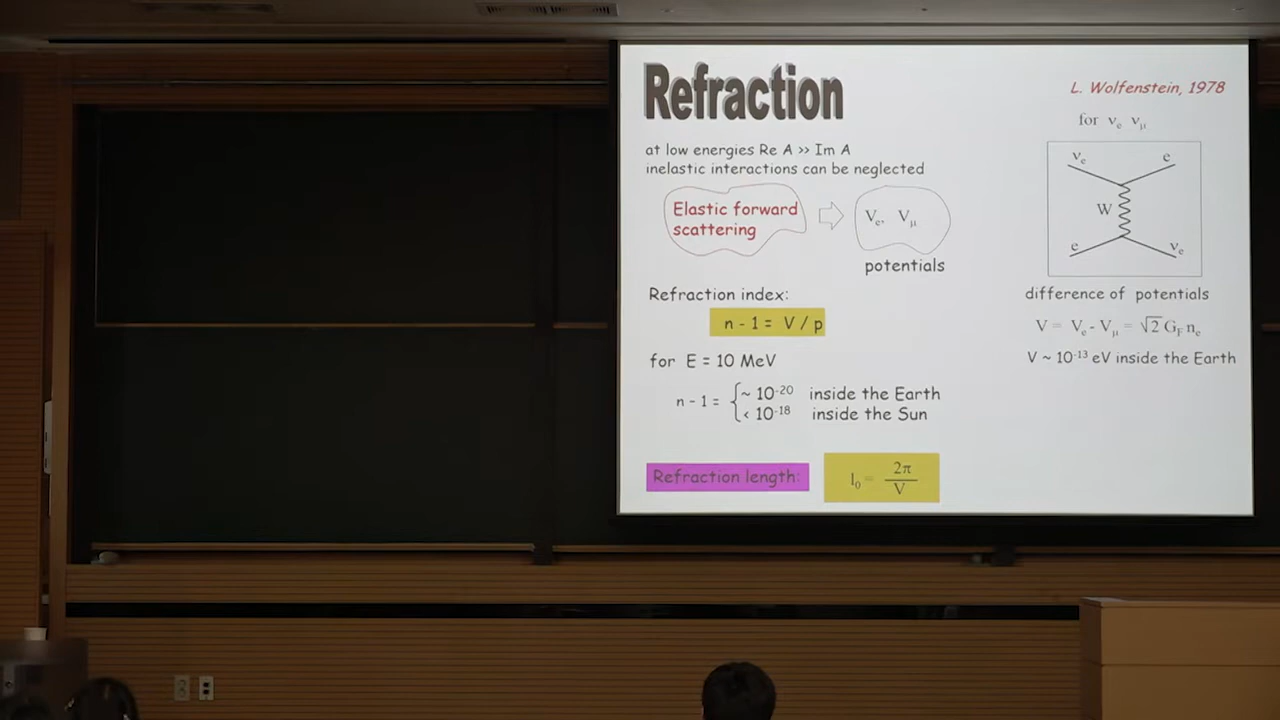 Refraction
L. Wolfenstein, 1978
for νe νμ
at low energies Re A >> Im A
inelastic interactions can be neglected
Elastic forward
scattering
Ve, Vμ
potentials
νe e
W
e νe
Refraction index:
n - 1 = V / p
difference of potentials
V = Ve - Vμ = √2 GF ne
V ~ 10⁻¹³ eV inside the Earth
for E = 10 MeV
n - 1 = { ~ 10⁻²⁰ inside the Earth
< 10⁻¹⁸ inside the Sun
Refraction length:
l₀ = 2π / V